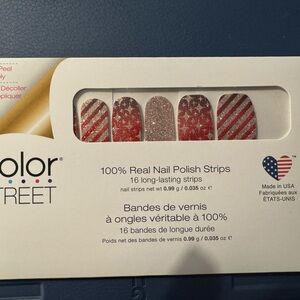 Peel
Décoller
olor®
REET
100% Real Nail Polish Strips
16 long-lasting strips
nail strips net wt 0.99 g / 0.035 oz ℮
Bandes de vernis
à ongles véritable à 100%
16 bandes de longue durée
Poids net des bandes de vernis 0.99 g / 0.035 oz ℮
Made in USA
Fabriquées aux
ÉTATS-UNIS